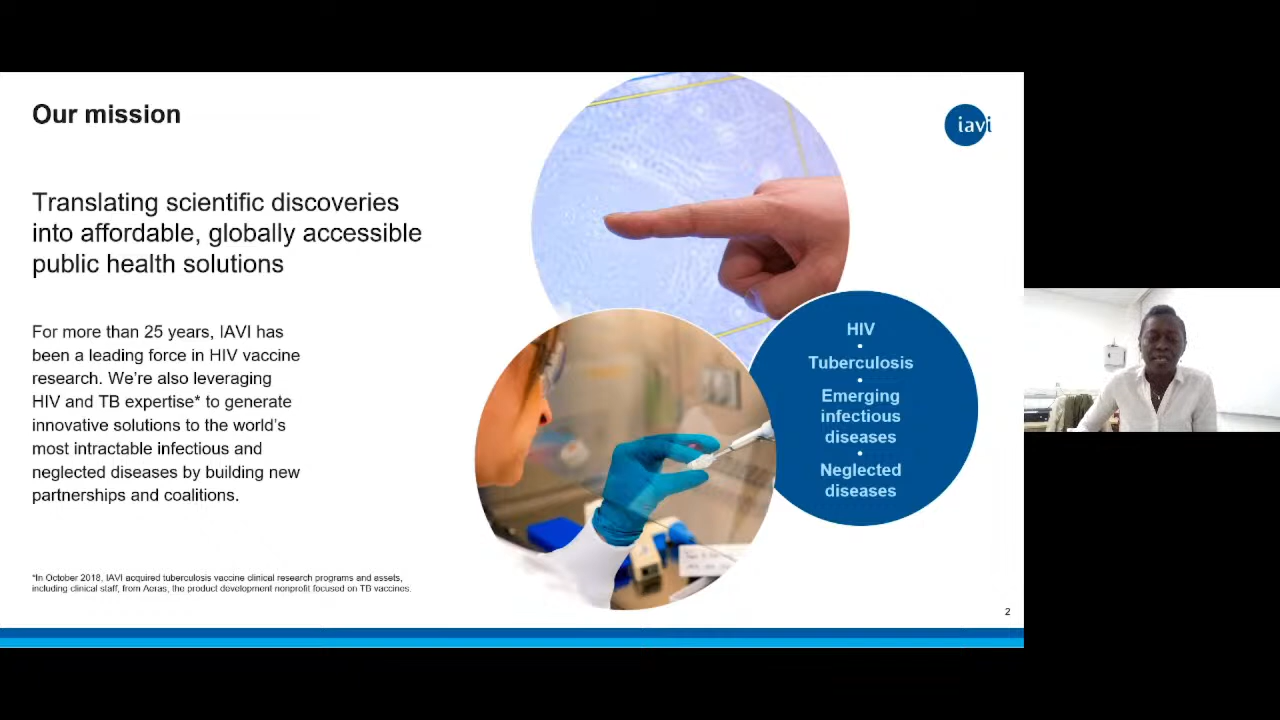 Our mission
iavi
Translating scientific discoveries
into affordable, globally accessible
public health solutions
For more than 25 years, IAVI has
been a leading force in HIV vaccine
research. We're also leveraging
HIV and TB expertise* to generate
innovative solutions to the world's
most intractable infectious and
neglected diseases by building new
partnerships and coalitions.
HIV
•
Tuberculosis
•
Emerging
infectious
diseases
•
Neglected
diseases
*In October 2018, IAVI acquired tuberculosis vaccine clinical research programs and assets,
including clinical staff, from Aeras, the product development nonprofit focused on TB vaccines.
2